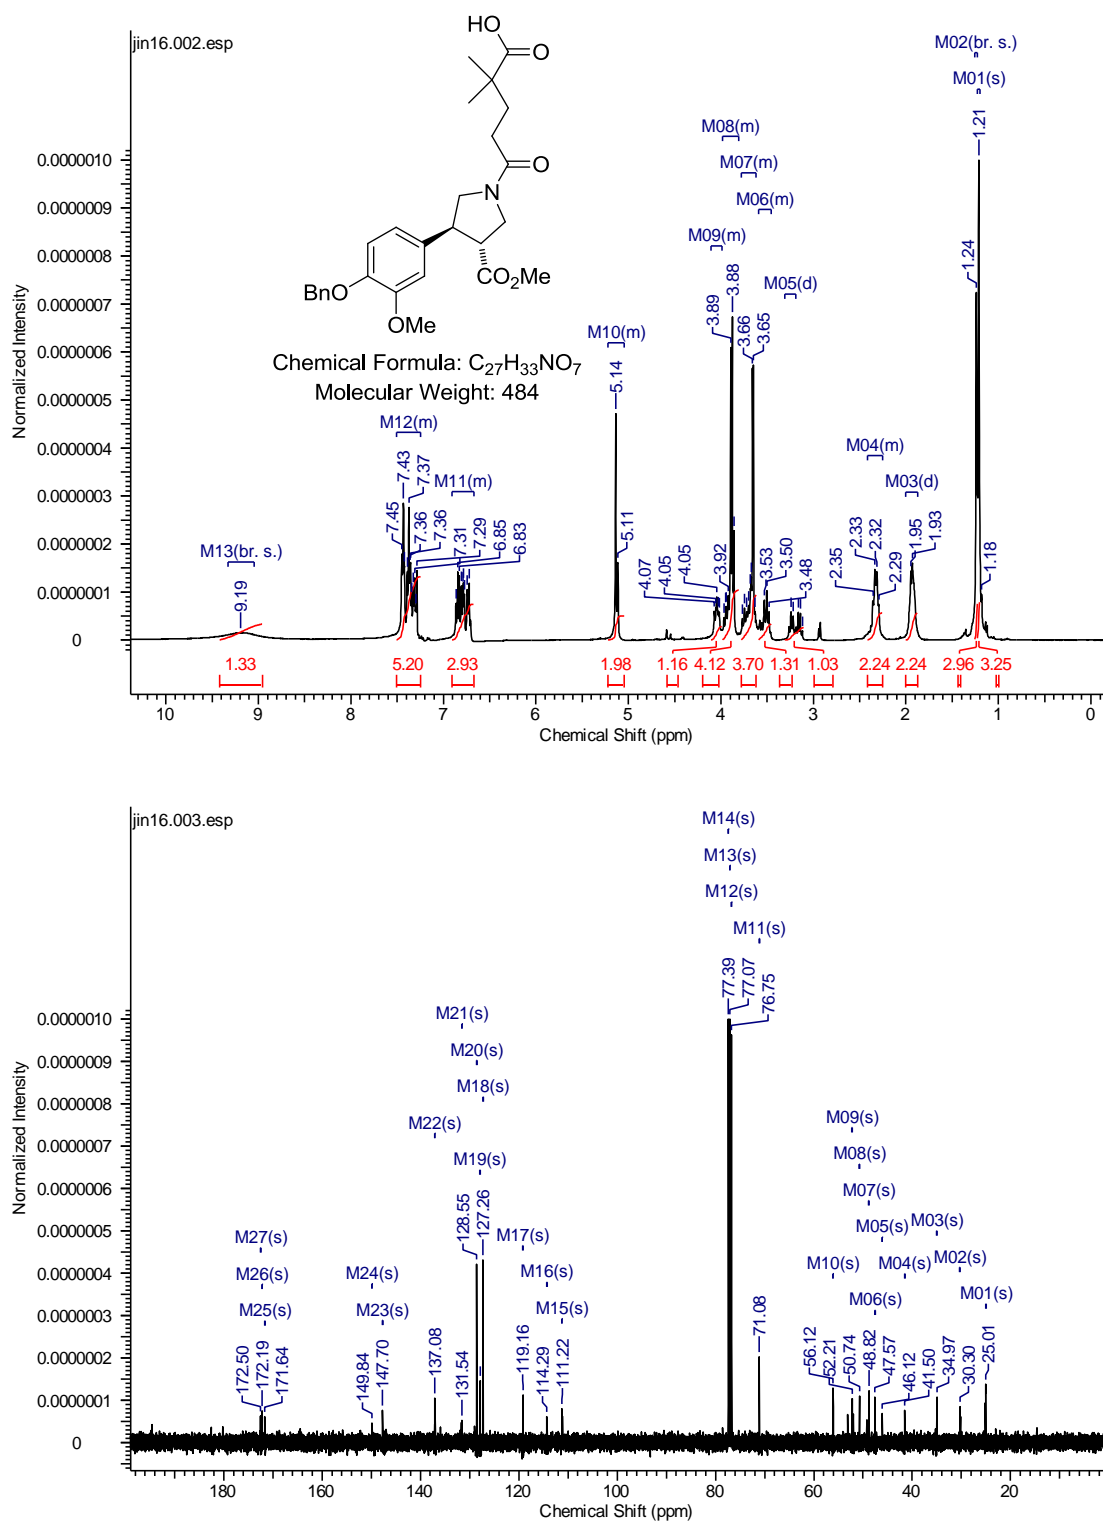 jin16.002.esp
HO
O
O
N
CO2Me
BnO
OMe
Chemical Formula: C27H33NO7
Molecular Weight: 484
M02(br. s.)
M01(s)
1.21
1.24
M08(m)
M07(m)
M06(m)
M09(m)
M05(d)
3.89
3.88
3.66
3.65
M10(m)
5.14
5.11
M12(m)
7.45
7.43
7.37
7.36
7.36
7.31
7.29
6.85
6.83
M11(m)
M04(m)
M03(d)
2.35
2.33
2.32
2.29
1.95
1.93
1.18
4.07
4.05
4.05
3.92
3.53
3.50
3.48
M13(br. s.)
9.19
1.33 5.20 2.93 1.98 1.16 4.12 3.70 1.31 1.03 2.24 2.24 2.96 3.25
Normalized Intensity
0.0000010
0.0000009
0.0000008
0.0000007
0.0000006
0.0000005
0.0000004
0.0000003
0.0000002
0.0000001
0
10 9 8 7 6 5 4 3 2 1 0
Chemical Shift (ppm)
jin16.003.esp
M14(s)
M13(s)
M12(s)
M11(s)
77.39
77.07
76.75
M21(s)
M20(s)
M18(s)
M22(s)
M19(s)
128.55
127.26
M09(s)
M08(s)
M07(s)
M05(s)
M03(s)
M10(s)
M04(s)
M02(s)
M06(s)
M01(s)
M27(s)
M26(s)
M25(s)
M24(s)
M23(s)
M17(s)
M16(s)
M15(s)
172.50
172.19
171.64
149.84
147.70
137.08
131.54
119.16
114.29
111.22
71.08
56.12
52.21
50.74
48.82
47.57
46.12
41.50
34.97
30.30
25.01
Normalized Intensity
0.0000010
0.0000009
0.0000008
0.0000007
0.0000006
0.0000005
0.0000004
0.0000003
0.0000002
0.0000001
0
160 140 120 100 80 60 40 20
Chemical Shift (ppm)